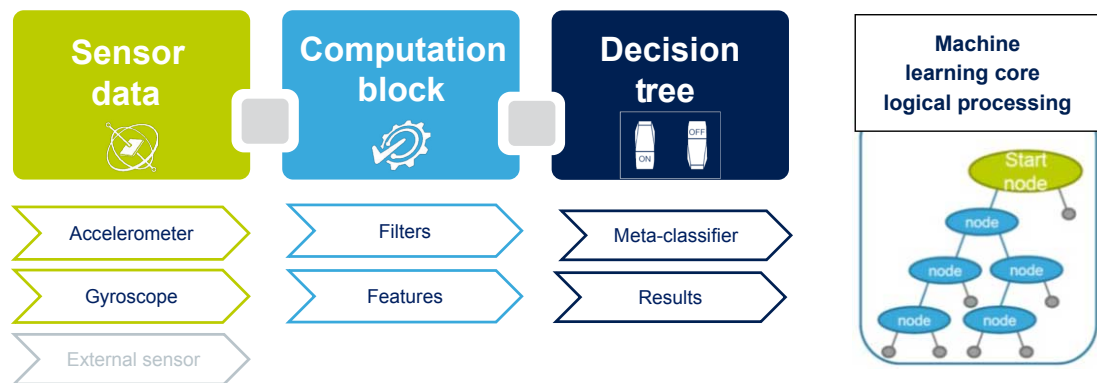 Sensor
data
Computation
block
Decision
tree
ON
OFF
Accelerometer
Gyroscope
External sensor
Filters
Features
Meta-classifier
Results
Machine
learning core
logical processing
Start
node
node
node
node
node
node